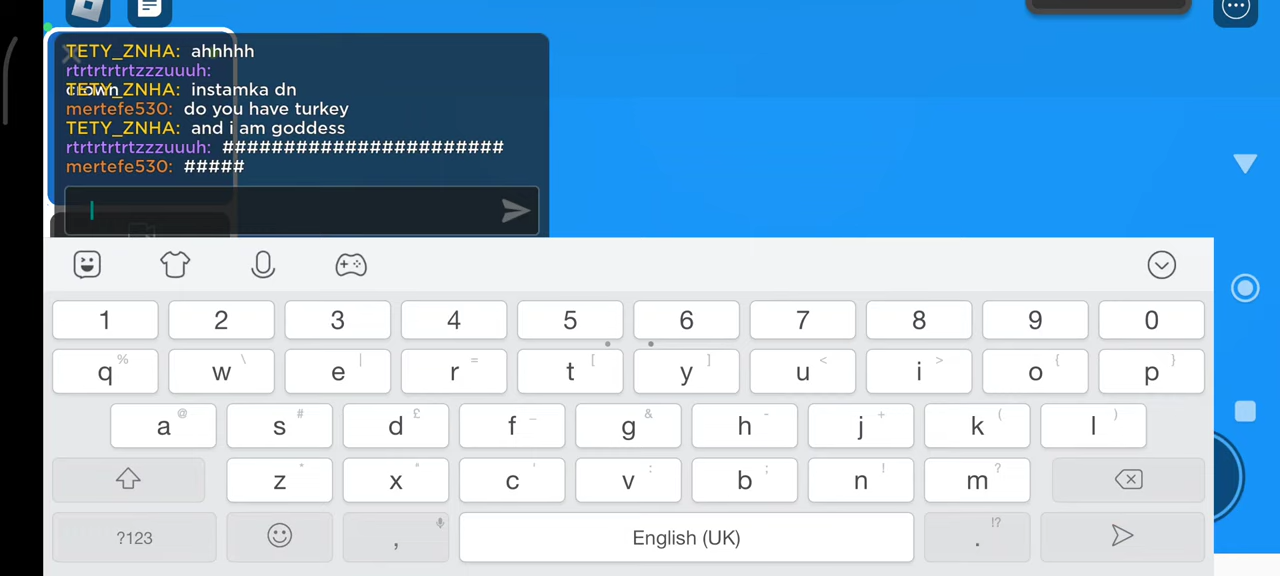 TETY_ZNHA: ahhhhh
rtrtrtrtrtzzzuuuh:
crown
TETY_ZNHA: instamka dn
mertefe530: do you have turkey
TETY_ZNHA: and i am goddess
rtrtrtrtrtzzzuuuh: #######################
mertefe530: #####
1 2 3 4 5 6 7 8 9 0
q % w \ e | r = t [ y ] u < i > o { p }
a @ s # d £ f _ g & h - j + k ( l )
z * x " c ' v : b ; n ! m ?
?123 , English (UK) . !?